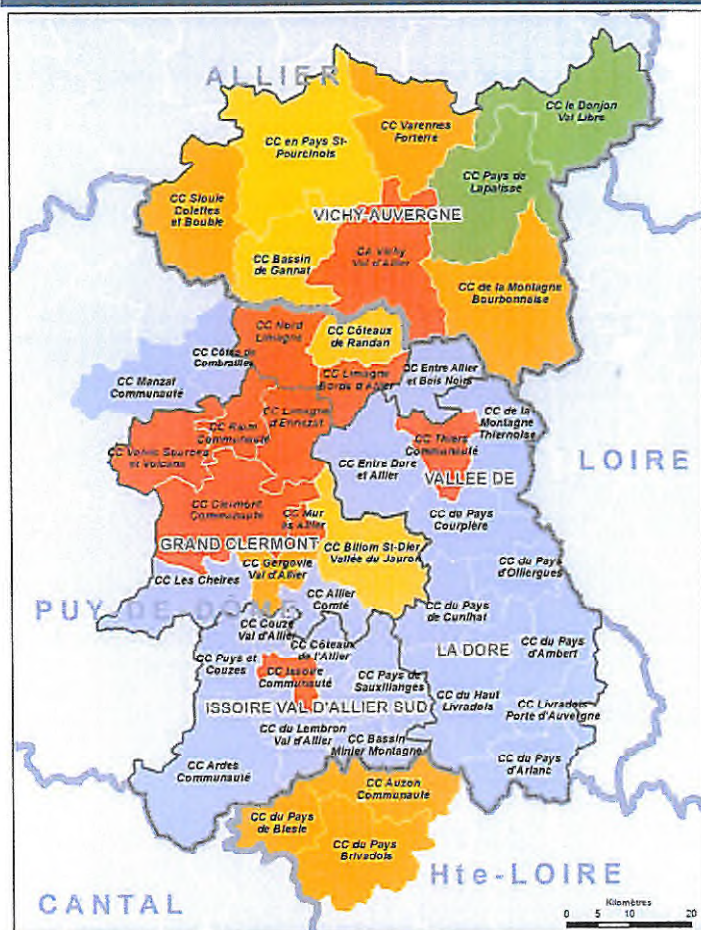 ALLIER
CC le Donjon
Val Libre
CC Varennes
Forterre
CC en Pays St-
Pourcinois
CC Pays de
Lapalisse
CC Sioule
Colettes
et Bouble
VICHY-AUVERGNE
CC Bassin
de Gannat
CA Vichy
Val d'Allier
CC de la Montagne
Bourbonnaise
CC Nord
Limagne
CC Côteaux
de Randan
CC Côtes de
Combrailles
CC Limagne
Bords d'Allier
CC Entre Allier
et Bois Noirs
CC Manzat
Communauté
CC de la
Montagne
Thiernoise
CC Limagne
d'Ennezat
CC Riom
Communauté
CC Volvic Sources
et Volcans
CC Thiers
Communauté
LOIRE
CC Entre Dore
et Allier
VALLEE DE
CC Clermont
Communauté
CC Mur
ès Allier
CC du Pays
Courpière
GRAND CLERMONT
CC Billom St-Dier
Vallée du Jauron
CC Gergovie
Val d'Allier
CC du Pays
d'Olliergues
CC Les Cheires
CC Allier
Comté
PUY-DE-DÔME
CC du Pays
de Cunlhat
CC Couze
Val d'Allier
CC Côteaux
de l'Allier
LA DORE
CC du Pays
d'Ambert
CC Puys et
Couzes
CC Issoire
Communauté
CC Pays de
Sauxillanges
CC du Haut
Livradois
ISSOIRE VAL D'ALLIER SUD
CC Livradois
Porte d'Auvergne
CC du Lembron
Val d'Allier
CC Bassin
Minier Montagne
CC Ardes
Communauté
CC du Pays
d'Arlanc
CC Auzon
Communauté
CC du Pays
de Blesle
CC du Pays
Brivadois
Hte-LOIRE
CANTAL
Kilomètres
0 5 10 20